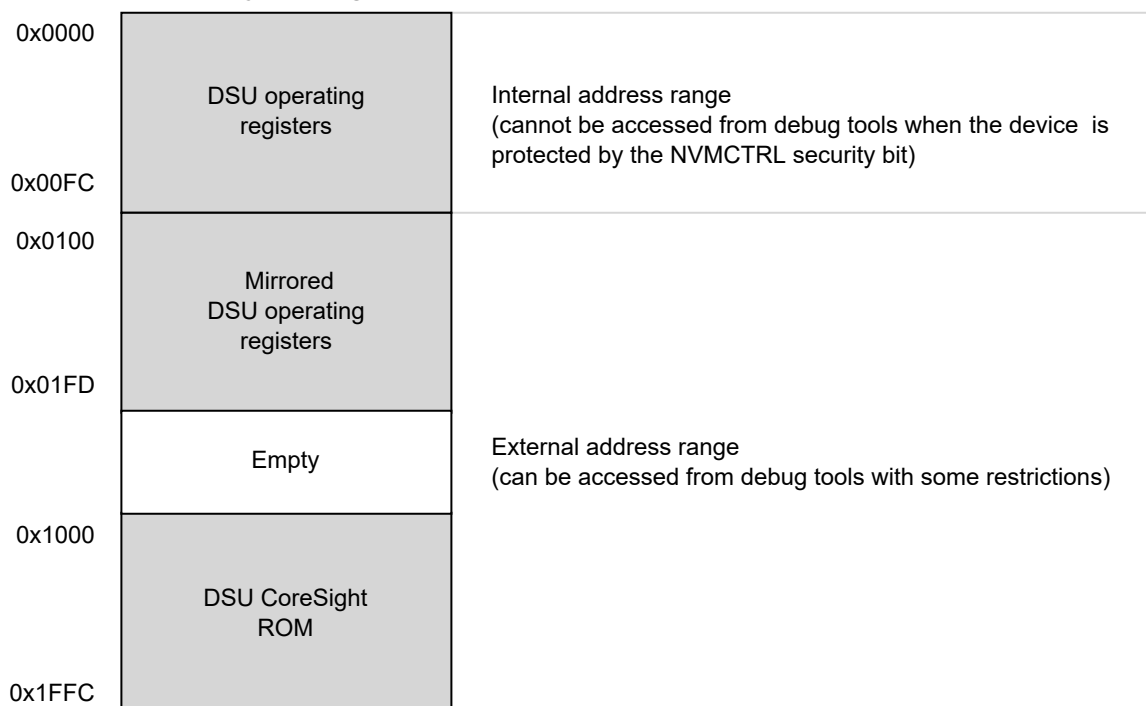 0x0000
DSU operating
registers
Internal address range
(cannot be accessed from debug tools when the device is
protected by the NVMCTRL security bit)
0x00FC
0x0100
Mirrored
DSU operating
registers
0x01FD
Empty
External address range
(can be accessed from debug tools with some restrictions)
0x1000
DSU CoreSight
ROM
0x1FFC